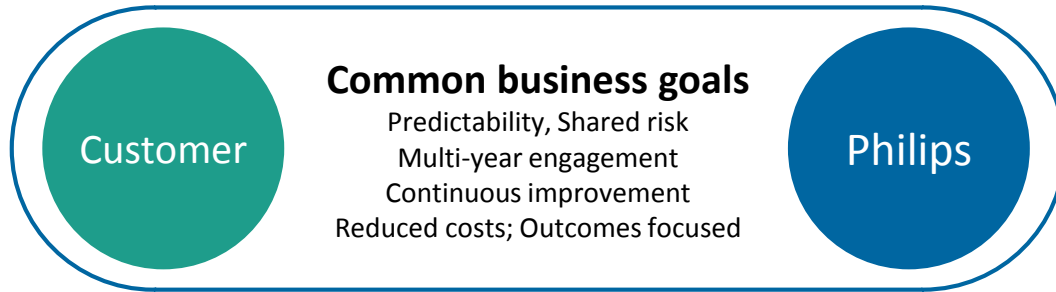 Customer
Common business goals
Predictability, Shared risk
Multi-year engagement
Continuous improvement
Reduced costs; Outcomes focused
Philips